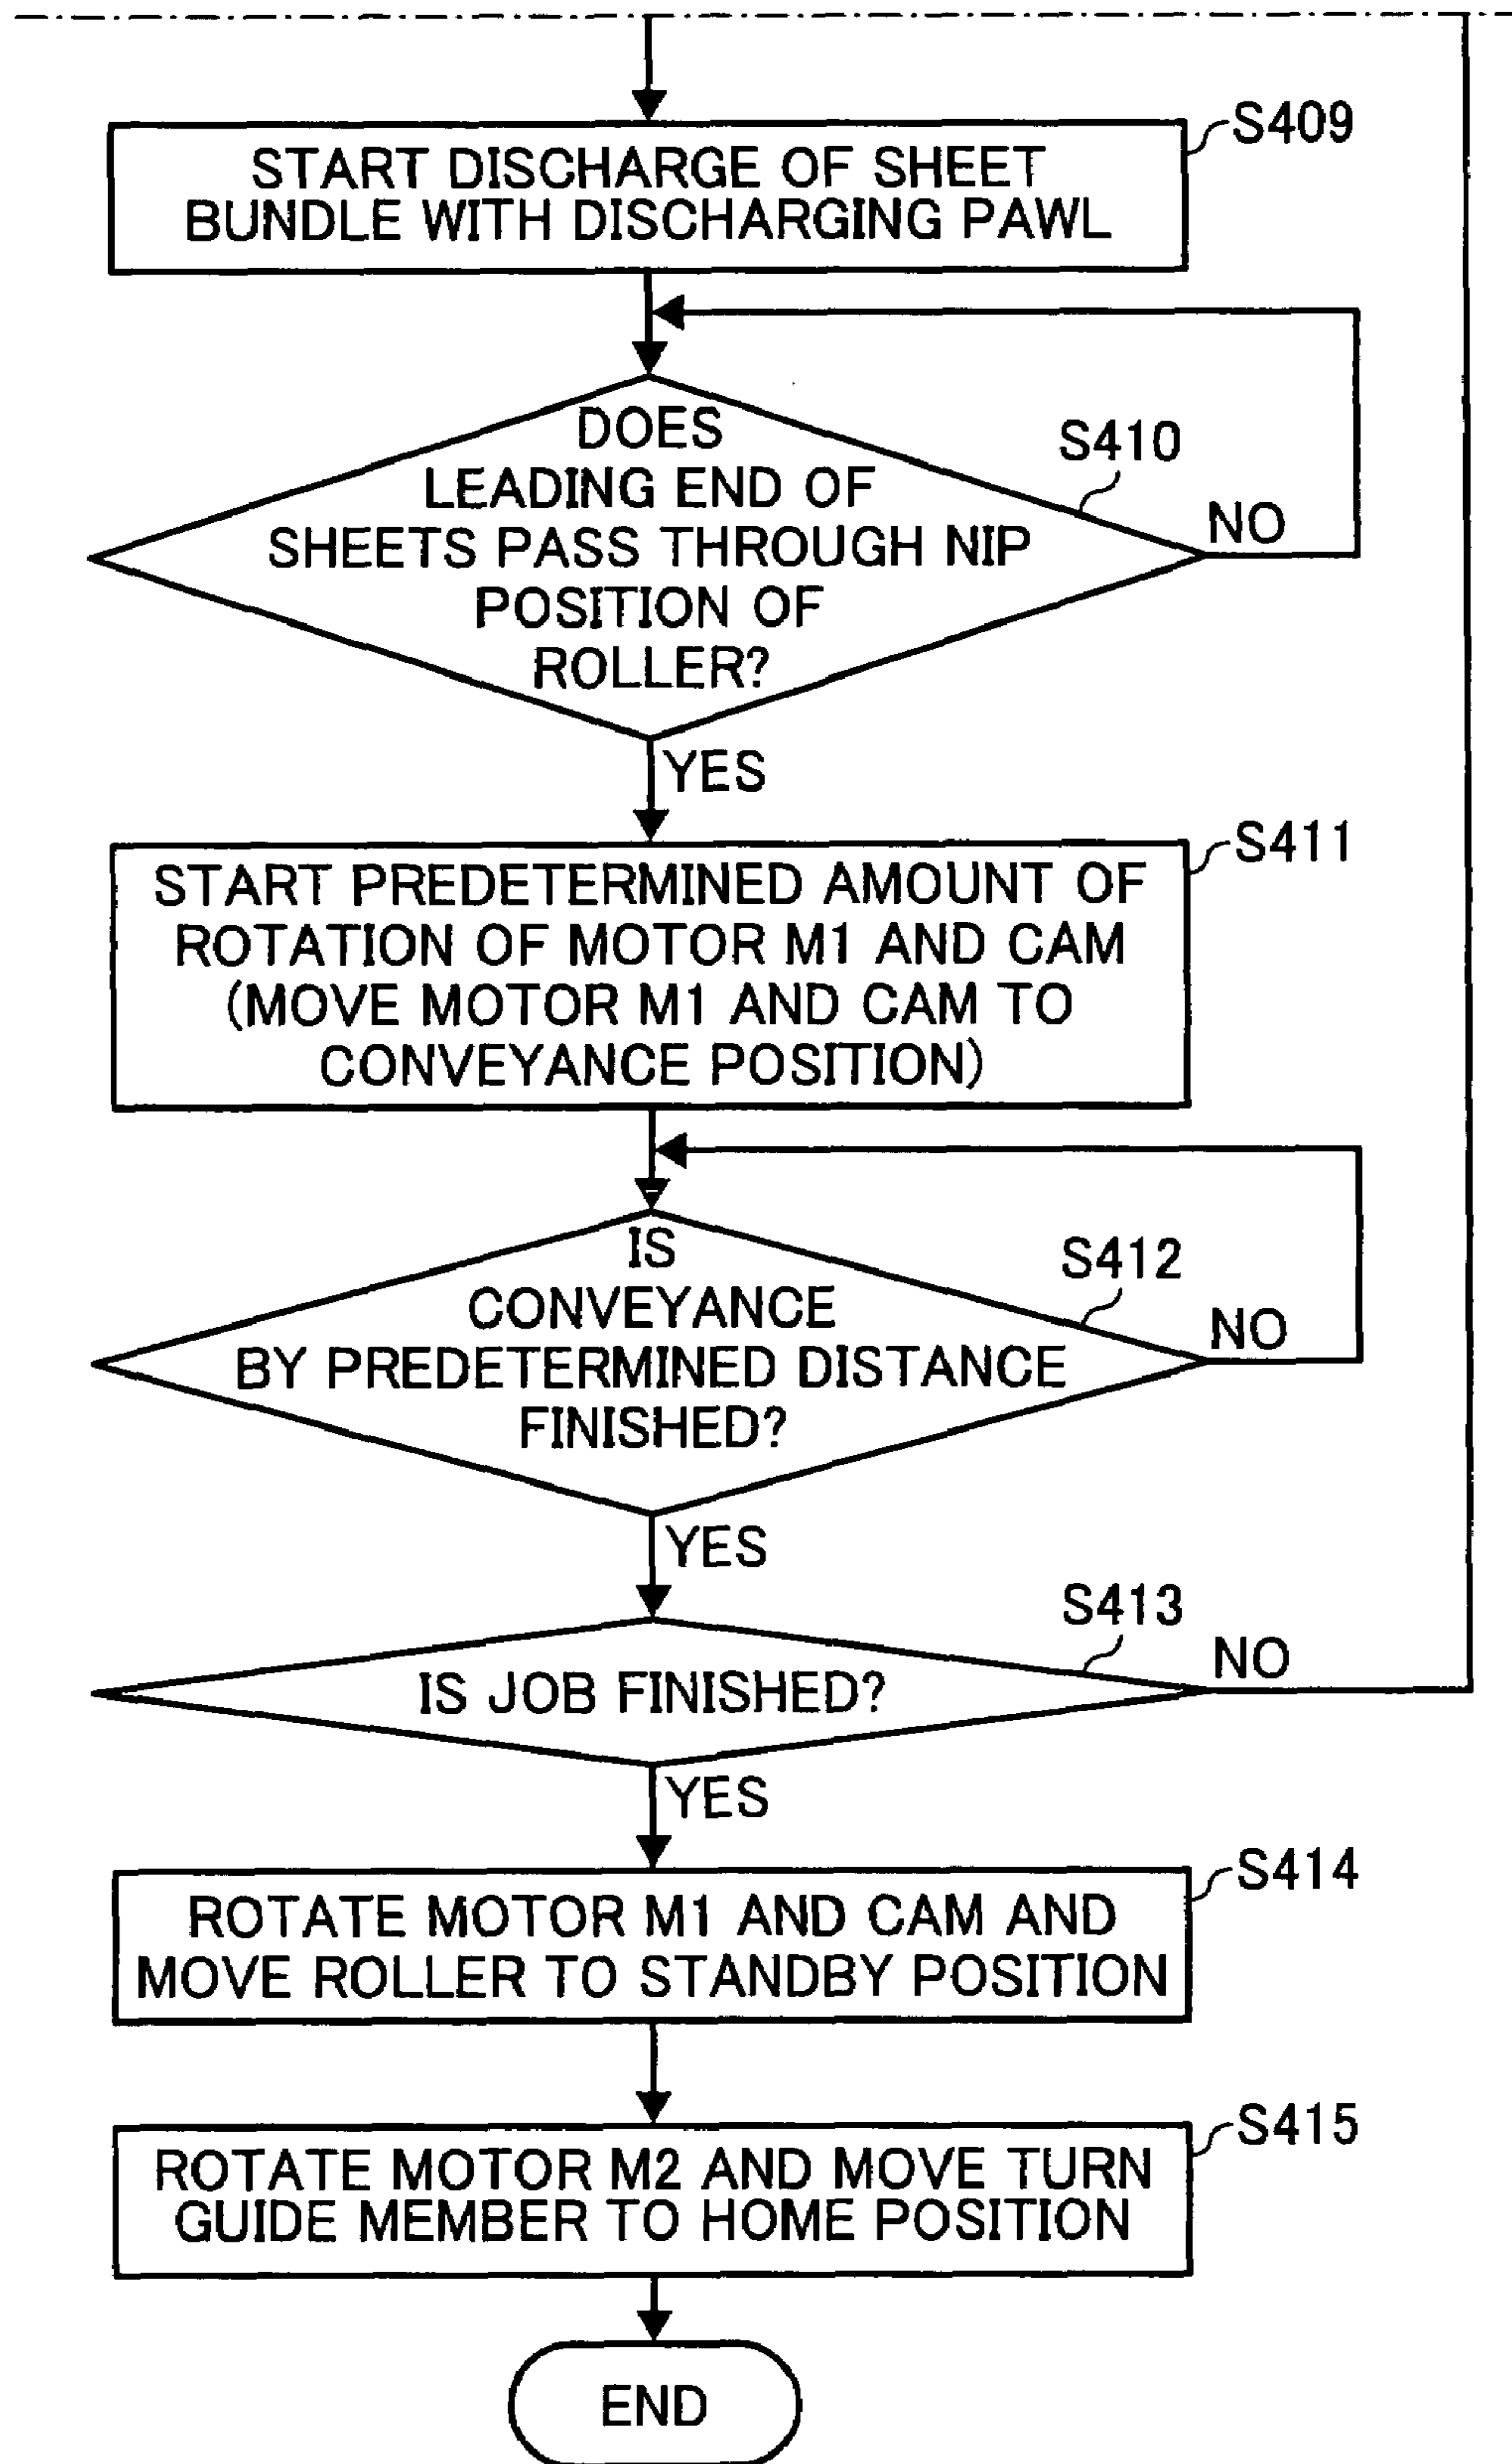 S409
START DISCHARGE OF SHEET
BUNDLE WITH DISCHARGING PAWL
DOES
LEADING END OF
SHEETS PASS THROUGH NIP
POSITION OF
ROLLER?
S410
NO
YES
S411
START PREDETERMINED AMOUNT OF
ROTATION OF MOTOR M1 AND CAM
(MOVE MOTOR M1 AND CAM TO
CONVEYANCE POSITION)
IS
CONVEYANCE
BY PREDETERMINED DISTANCE
FINISHED?
S412
NO
YES
S413
IS JOB FINISHED?
NO
YES
S414
ROTATE MOTOR M1 AND CAM AND
MOVE ROLLER TO STANDBY POSITION
S415
ROTATE MOTOR M2 AND MOVE TURN
GUIDE MEMBER TO HOME POSITION
END